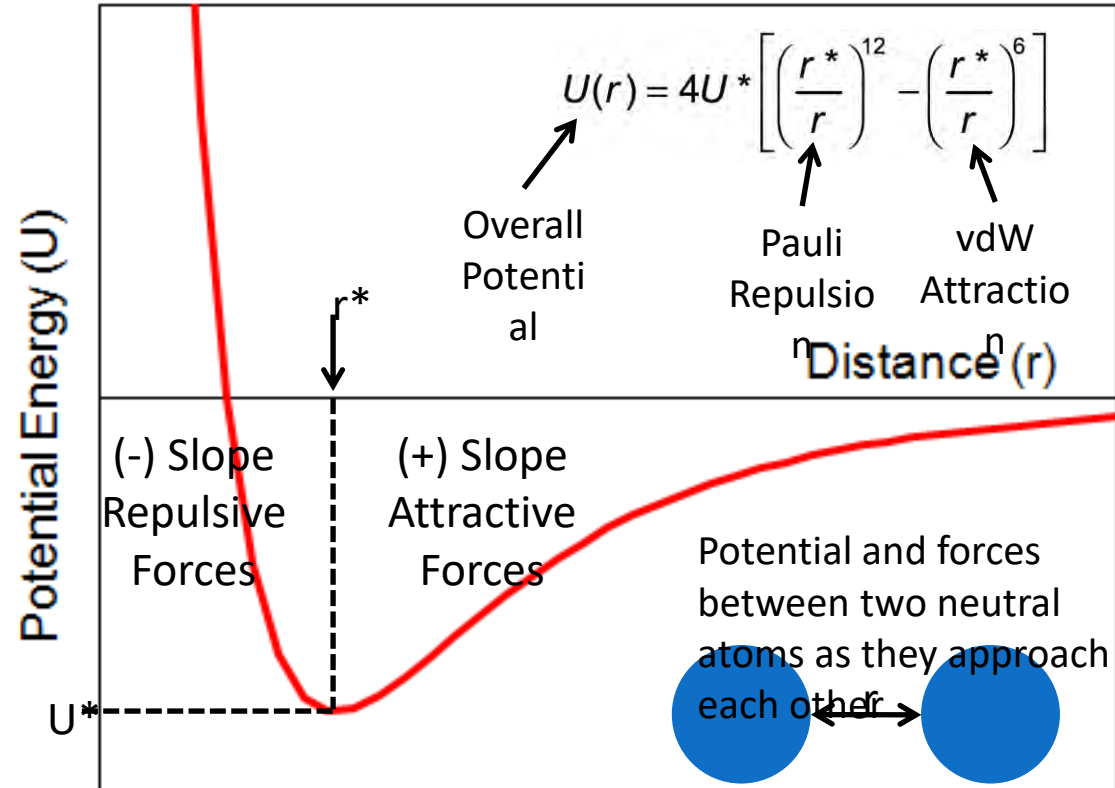 U(r) = 4U * [ (r * / r)^12 − (r * / r)^6 ]
Overall
Potenti
al
Pauli
Repulsio
n
vdW
Attractio
n
Potential Energy (U)
r*
Distance (r)
(-) Slope
Repulsive
Forces
(+) Slope
Attractive
Forces
Potential and forces
between two neutral
atoms as they approach
each other
r
U*